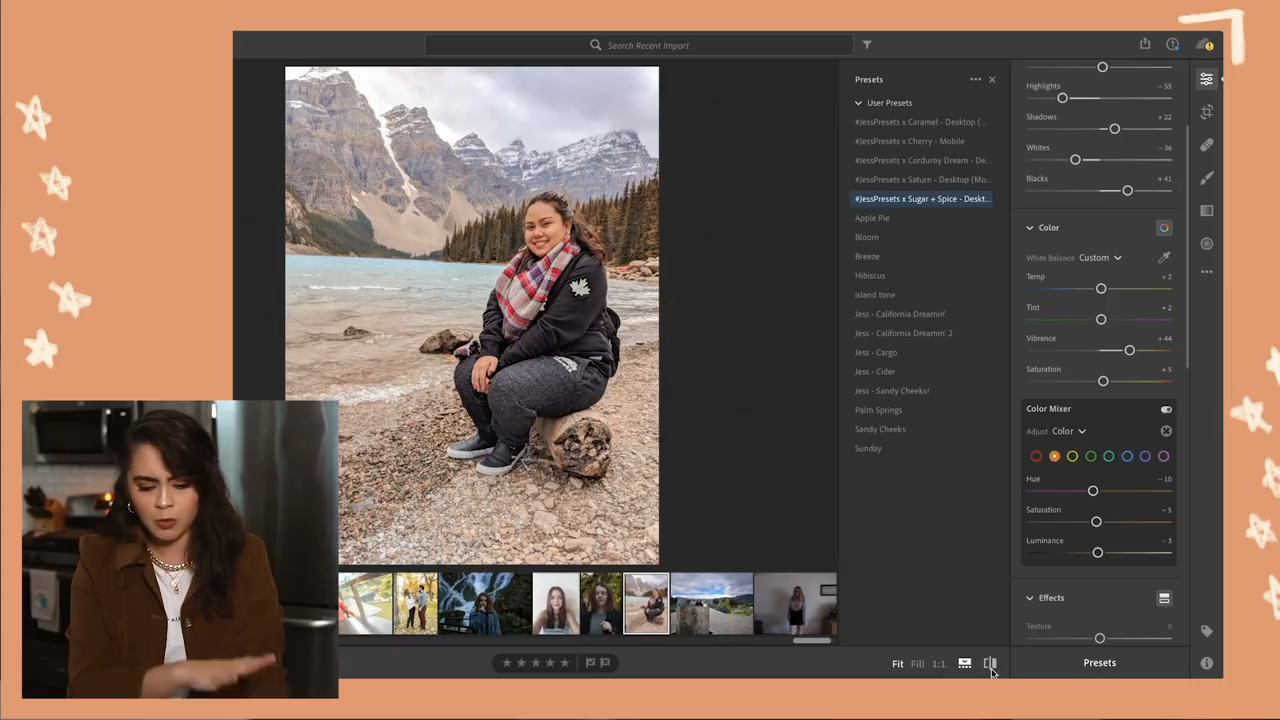 Search Recent Import
Presets
User Presets
#JessPresets x Caramel - Desktop (...
#JessPresets x Cherry - Mobile
#JessPresets x Corduroy Dream - De...
#JessPresets x Saturn - Desktop (Mo...
#JessPresets x Sugar + Spice - Deskt...
Apple Pie
Bloom
Breeze
Hibiscus
island time
Jess - California Dreamin'
Jess - California Dreamin' 2
Jess - Cargo
Jess - Cider
Jess - Sandy Cheeks!
Palm Springs
Sandy Cheeks
Sunday
Highlights - 55
Shadows + 22
Whites - 36
Blacks + 41
Color
White Balance Custom
Temp + 2
Tint + 2
Vibrance + 44
Saturation + 5
Color Mixer
Adjust Color
Hue - 10
Saturation - 5
Luminance - 3
Effects
Texture 0
Fit Fill 1:1
Presets